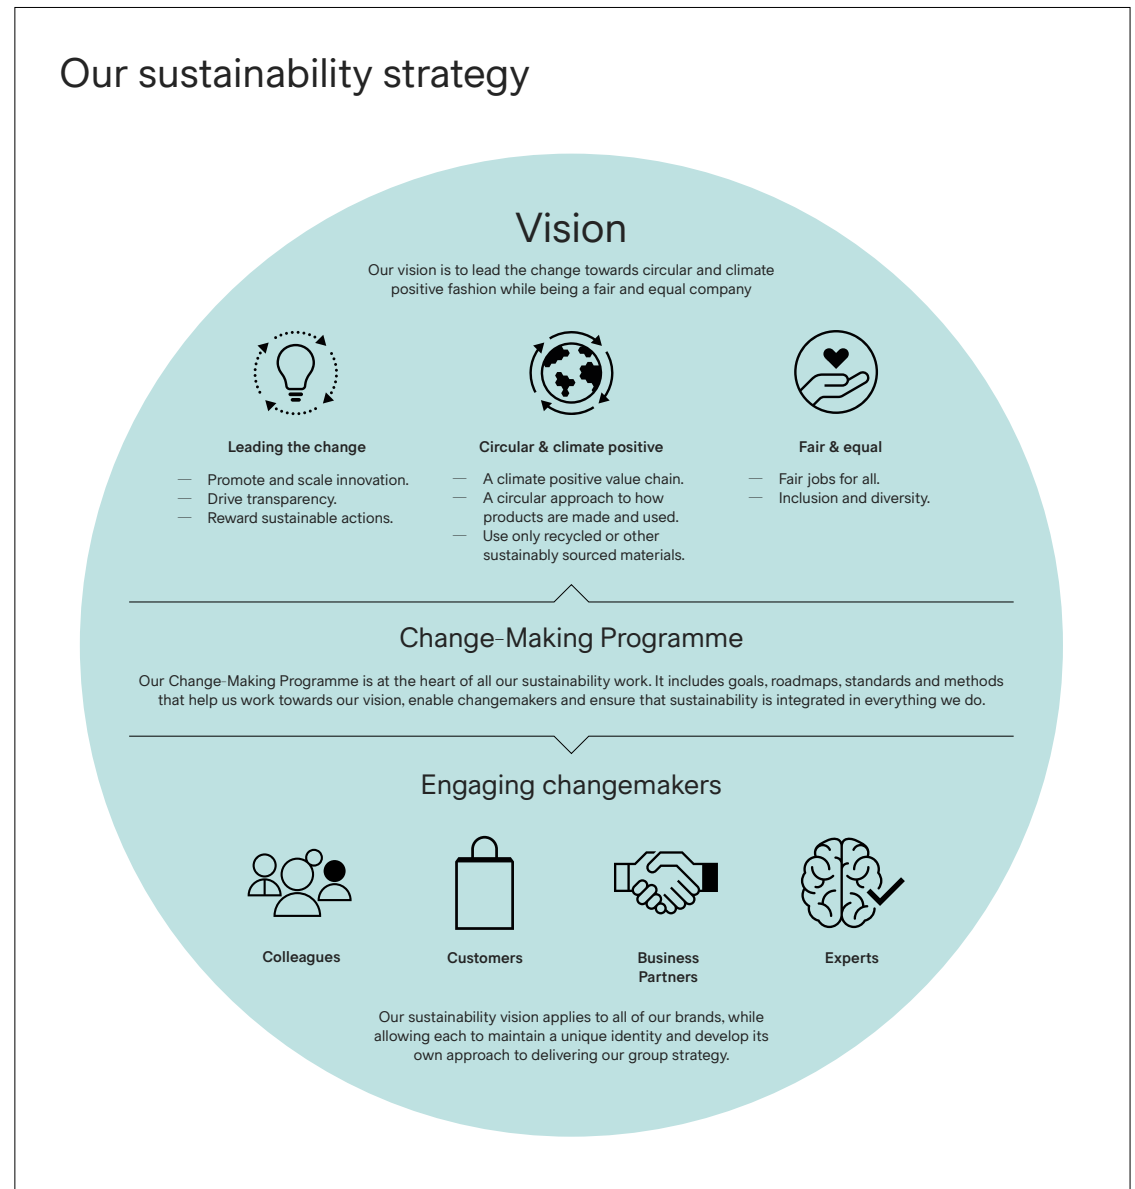 Our sustainability strategy
Vision
Our vision is to lead the change towards circular and climate
positive fashion while being a fair and equal company
Leading the change
— Promote and scale innovation.
— Drive transparency.
— Reward sustainable actions.
Circular & climate positive
— A climate positive value chain.
— A circular approach to how
products are made and used.
— Use only recycled or other
sustainably sourced materials.
Fair & equal
— Fair jobs for all.
— Inclusion and diversity.
Change-Making Programme
Our Change-Making Programme is at the heart of all our sustainability work. It includes goals, roadmaps, standards and methods
that help us work towards our vision, enable changemakers and ensure that sustainability is integrated in everything we do.
Engaging changemakers
Colleagues
Customers
Business
Partners
Experts
Our sustainability vision applies to all of our brands, while
allowing each to maintain a unique identity and develop its
own approach to delivering our group strategy.